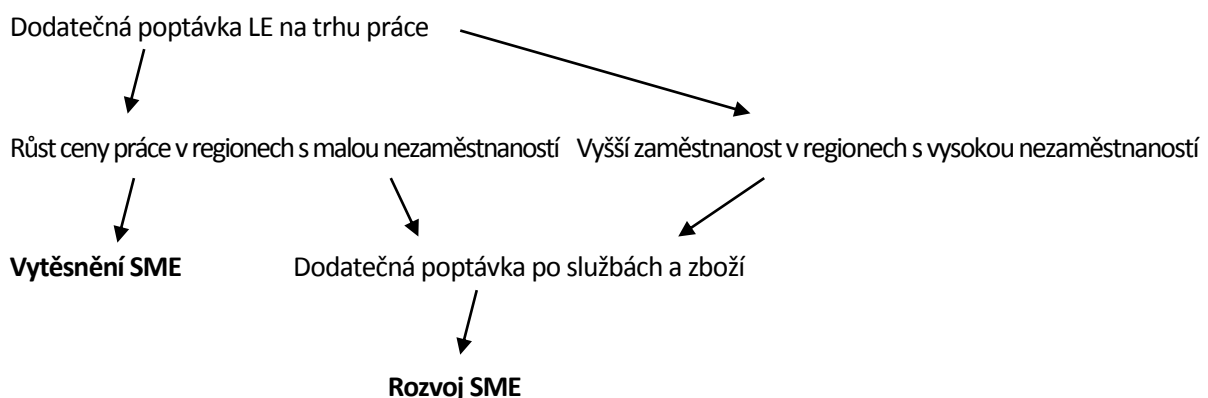 Dodatečná poptávka LE na trhu práce
Růst ceny práce v regionech s malou nezaměstnaností Vyšší zaměstnanost v regionech s vysokou nezaměstnaností
Vytěsnění SME Dodatečná poptávka po službách a zboží
Rozvoj SME